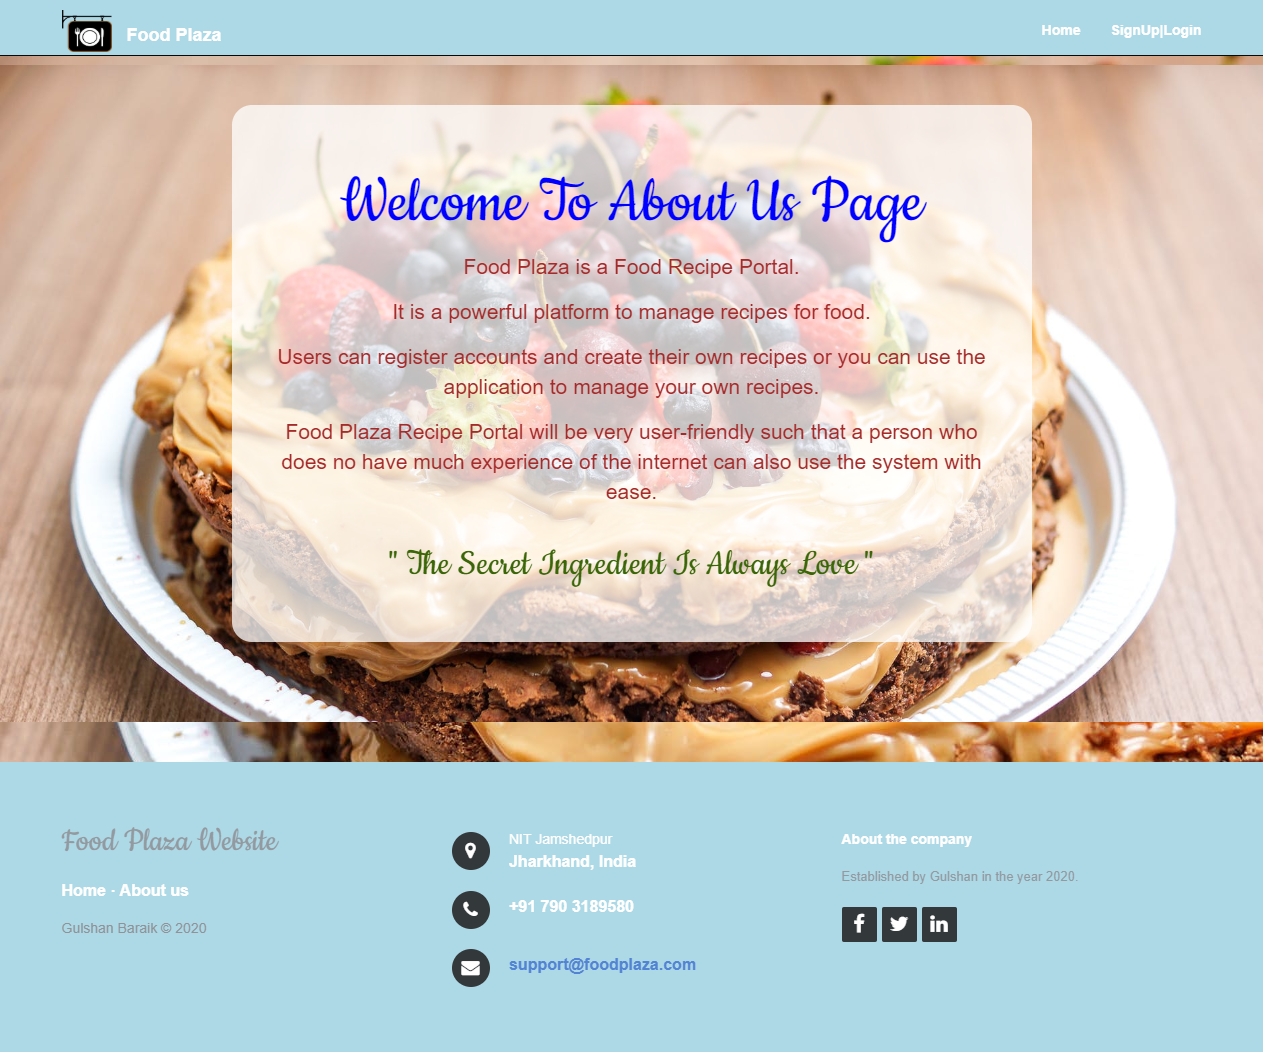 Food Plaza
Home
SignUp|Login
Welcome To About Us Page
Food Plaza is a Food Recipe Portal.
It is a powerful platform to manage recipes for food.
Users can register accounts and create their own recipes or you can use the
application to manage your own recipes.
Food Plaza Recipe Portal will be very user-friendly such that a person who
does no have much experience of the internet can also use the system with
ease.
" The Secret Ingredient Is Always Love "
Food Plaza Website
Home · About us
Gulshan Baraik © 2020
NIT Jamshedpur
Jharkhand, India
+91 790 3189580
support@foodplaza.com
About the company
Established by Gulshan in the year 2020.